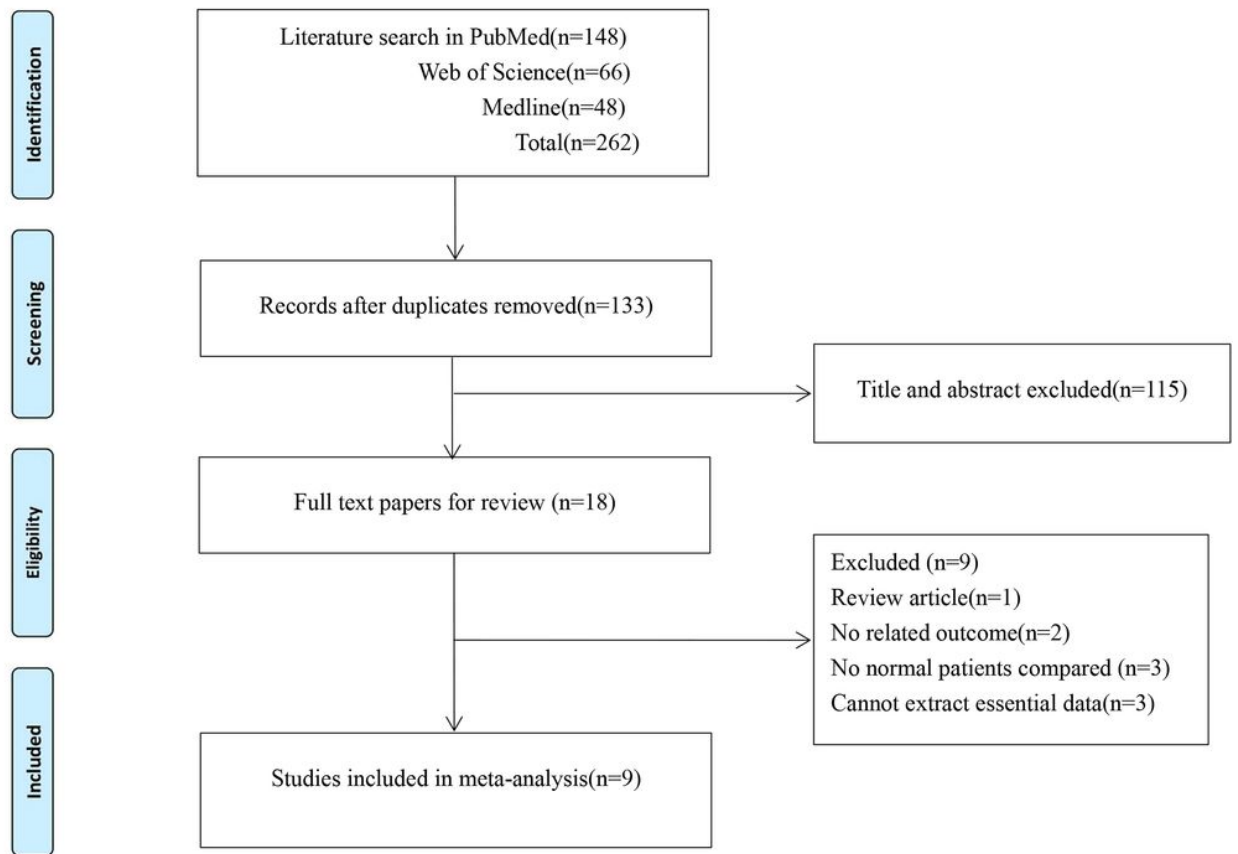 Identification
Literature search in PubMed(n=148)
Web of Science(n=66)
Medline(n=48)
Total(n=262)
Screening
Records after duplicates removed(n=133)
Title and abstract excluded(n=115)
Eligibility
Full text papers for review (n=18)
Excluded (n=9)
Review article(n=1)
No related outcome(n=2)
No normal patients compared (n=3)
Cannot extract essential data(n=3)
Included
Studies included in meta-analysis(n=9)